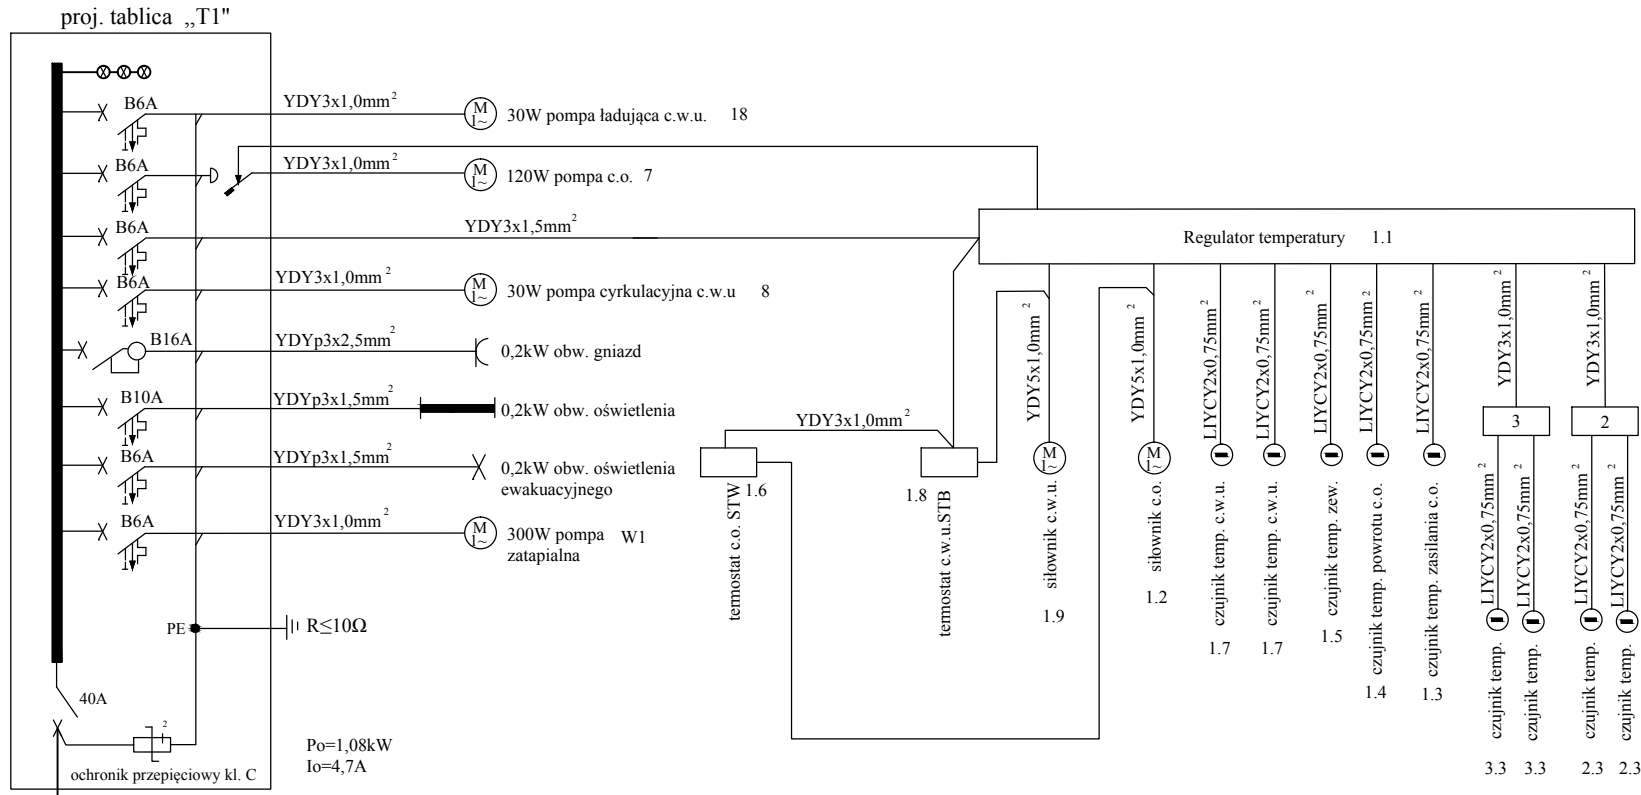 proj. tablica ,,T1"
B6A
YDY3x1,0mm²
M
1~
30W pompa ładująca c.w.u. 18
B6A
YDY3x1,0mm²
M
1~
120W pompa c.o. 7
B6A
YDY3x1,5mm²
Regulator temperatury 1.1
B6A
YDY3x1,0mm²
M
1~
30W pompa cyrkulacyjna c.w.u 8
B16A
YDYp3x2,5mm²
0,2kW obw. gniazd
B10A
YDYp3x1,5mm²
0,2kW obw. oświetlenia
B6A
YDYp3x1,5mm²
0,2kW obw. oświetlenia
ewakuacyjnego
B6A
YDY3x1,0mm²
M
1~
300W pompa W1
zatapialna
PE
R≤10Ω
40A
2
ochronik przepięciowy kl. C
Po=1,08kW
Io=4,7A
YDY3x1,0mm²
termostat c.o. STW
1.6
termostat c.w.u.STB
1.8
YDY5x1,0mm²
M
1~
siłownik c.w.u.
1.9
YDY5x1,0mm²
M
1~
siłownik c.o.
1.2
LIYCY2x0,75mm²
czujnik temp. c.w.u.
1.7
LIYCY2x0,75mm²
czujnik temp. c.w.u.
1.7
LIYCY2x0,75mm²
czujnik temp. zew.
1.5
LIYCY2x0,75mm²
czujnik temp. powrotu c.o.
1.4
LIYCY2x0,75mm²
czujnik temp. zasilania c.o.
1.3
YDY3x1,0mm²
3
LIYCY2x0,75mm²
czujnik temp.
3.3
LIYCY2x0,75mm²
czujnik temp.
3.3
YDY3x1,0mm²
2
LIYCY2x0,75mm²
czujnik temp.
2.3
LIYCY2x0,75mm²
czujnik temp.
2.3